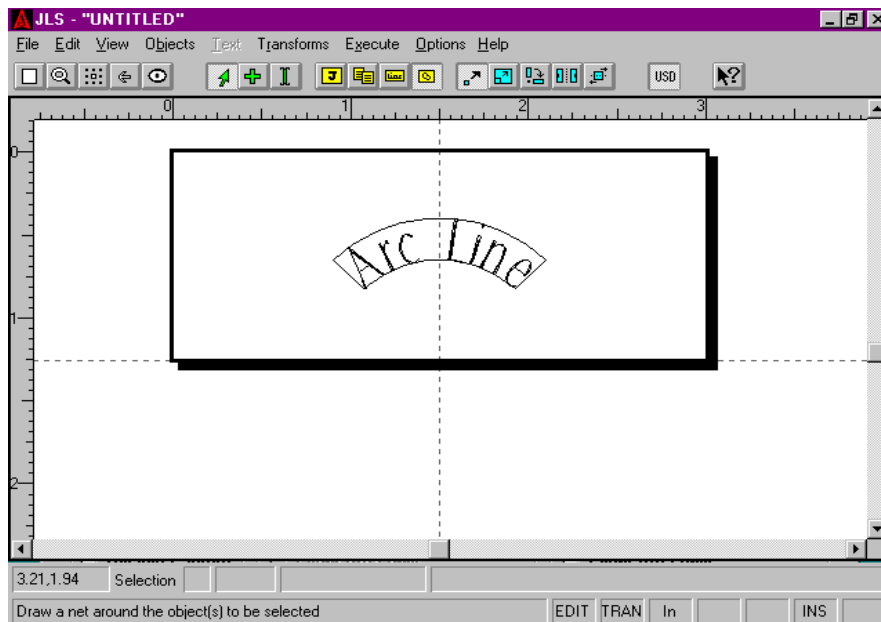 JLS - "UNTITLED"
File Edit View Objects Text Transforms Execute Options Help
J Line USD ?
0 1 2 3
0
1
2
Arc Line
3.21,1.94 Selection
Draw a net around the object(s) to be selected EDIT TRAN In INS